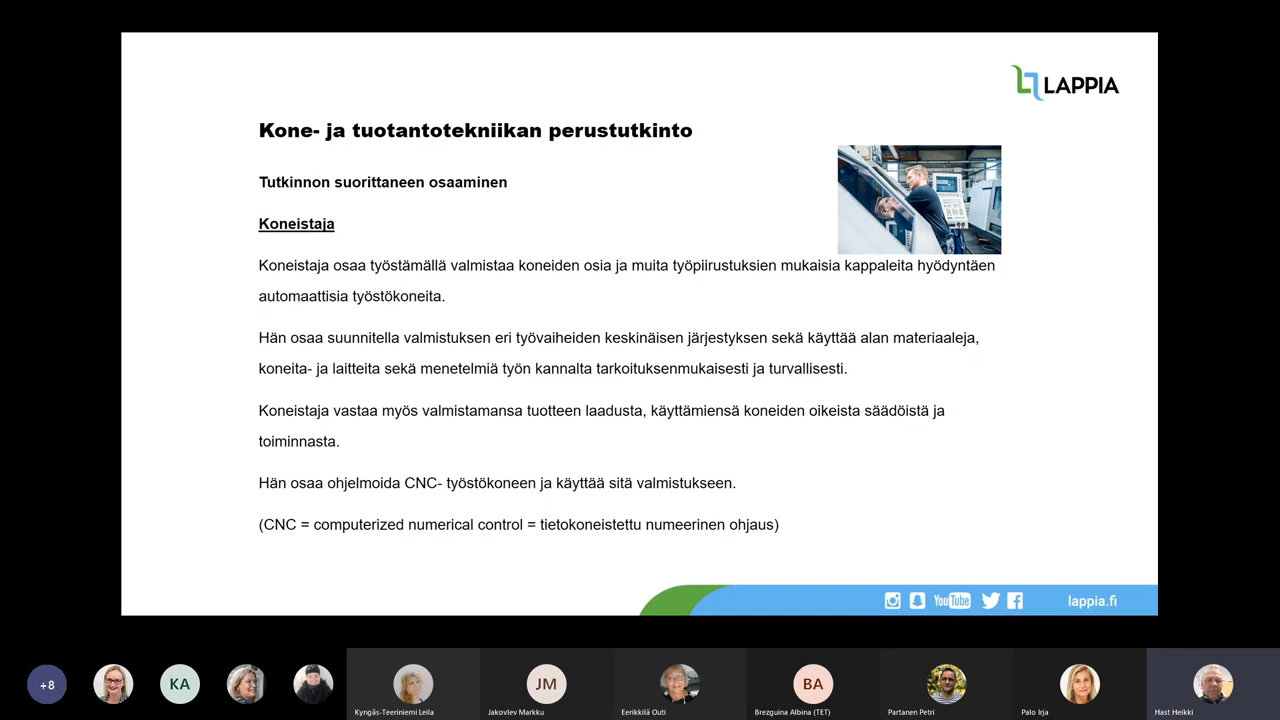 LAPPIA
Kone- ja tuotantotekniikan perustutkinto
Tutkinnon suorittaneen osaaminen
Koneistaja
Koneistaja osaa työstämällä valmistaa koneiden osia ja muita työpiirustuksien mukaisia kappaleita hyödyntäen
automaattisia työstökoneita.
Hän osaa suunnitella valmistuksen eri työvaiheiden keskinäisen järjestyksen sekä käyttää alan materiaaleja,
koneita- ja laitteita sekä menetelmiä työn kannalta tarkoituksenmukaisesti ja turvallisesti.
Koneistaja vastaa myös valmistamansa tuotteen laadusta, käyttämiensä koneiden oikeista säädöistä ja
toiminnasta.
Hän osaa ohjelmoida CNC- työstökoneen ja käyttää sitä valmistukseen.
(CNC = computerized numerical control = tietokoneistettu numeerinen ohjaus)
YouTube
lappia.fi
+8
KA
JM
BA
Kyngäs-Teeriniemi Leila
Jakovlev Markku
Eerikkilä Outi
Brezguina Albina (TET)
Partanen Petri
Palo Irja
Hast Heikki